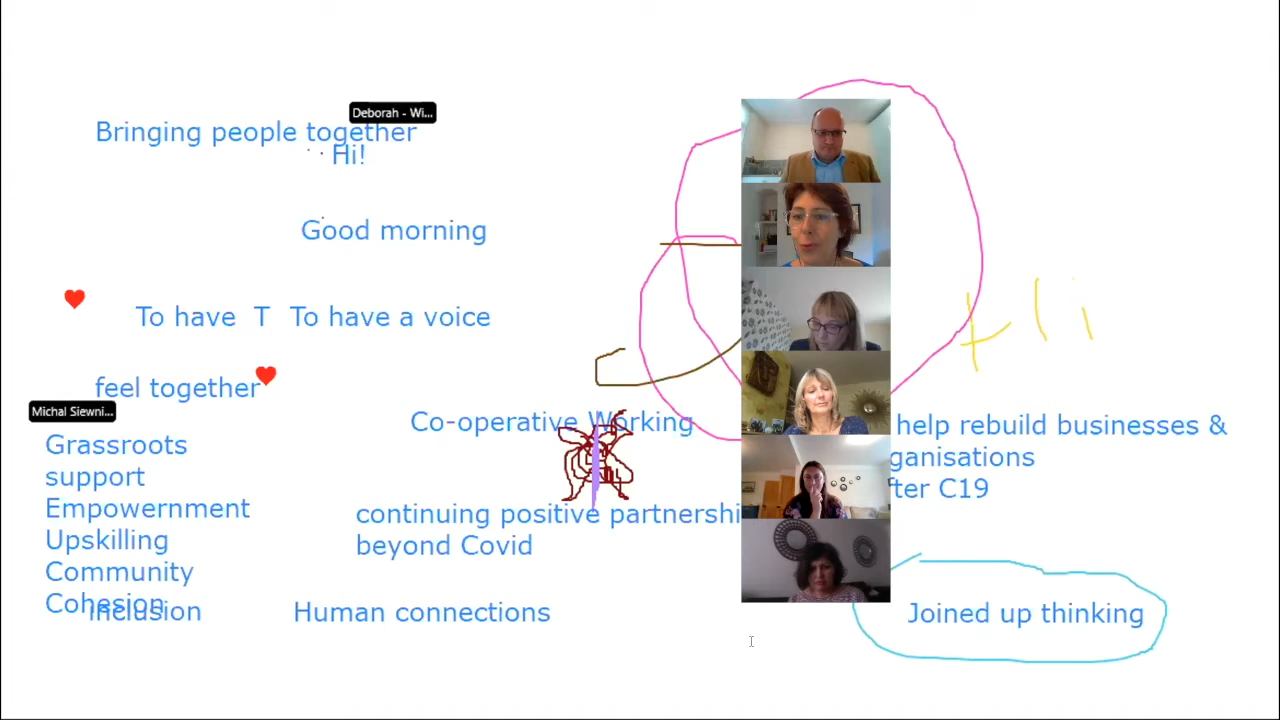 Deborah - Wi...
Bringing people together
Hi!
Good morning
To have T To have a voice
feel together
Michal Siewni...
Co-operative Working
help rebuild businesses &
ganisations
ter C19
Grassroots
support
Empowernment
Upskilling
Community
Cohesion
inclusion
continuing positive partnershi
beyond Covid
Human connections
Joined up thinking